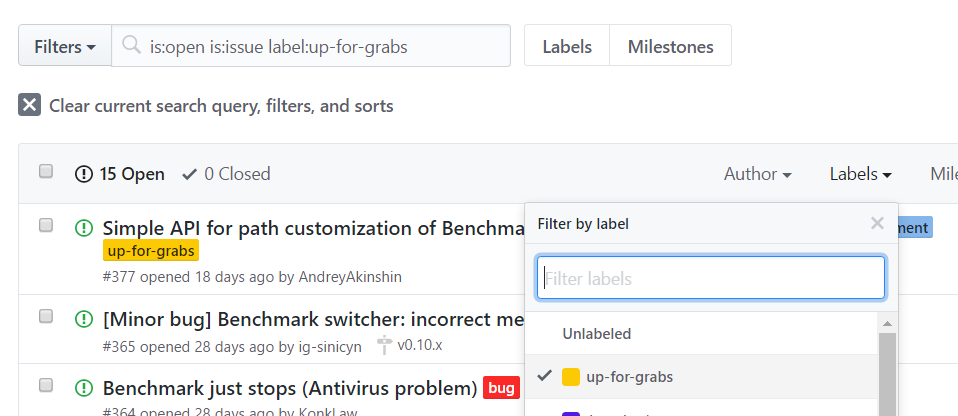 Filters
is:open is:issue label:up-for-grabs
Labels
Milestones
Clear current search query, filters, and sorts
15 Open
0 Closed
Author
Labels
Mil
Filter by label
Filter labels
Unlabeled
up-for-grabs
Simple API for path customization of Benchma
ment
up-for-grabs
#377 opened 18 days ago by AndreyAkinshin
[Minor bug] Benchmark switcher: incorrect me
#365 opened 28 days ago by ig-sinicyn
v0.10.x
Benchmark just stops (Antivirus problem)
bug
#364 opened 28 days ago by KonkLaw